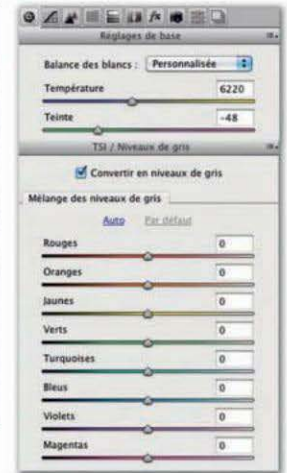 Réglages de base
Balance des blancs : Personnalisée
Température 6220
Teinte -48
TSI / Niveaux de gris
Convertir en niveaux de gris
Mélange des niveaux de gris
Auto Par défaut
Rouges 0
Oranges 0
Jaunes 0
Verts 0
Turquoises 0
Bleus 0
Violets 0
Magentas 0